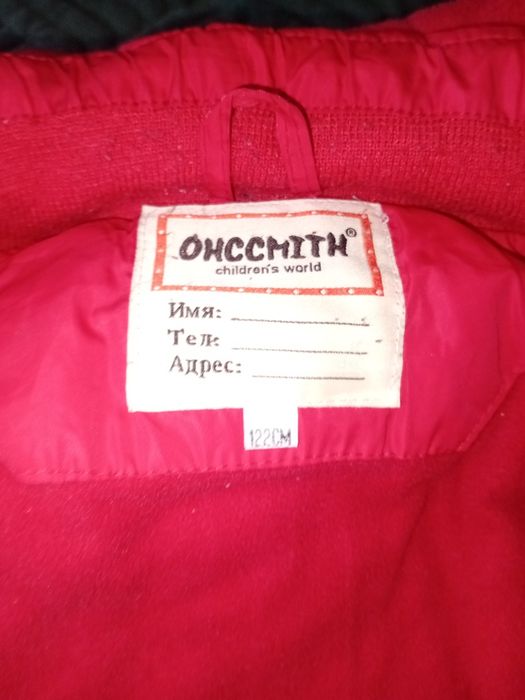 OHCCMITH®
children's world
Имя:
Тел:
Адрес:
122CM